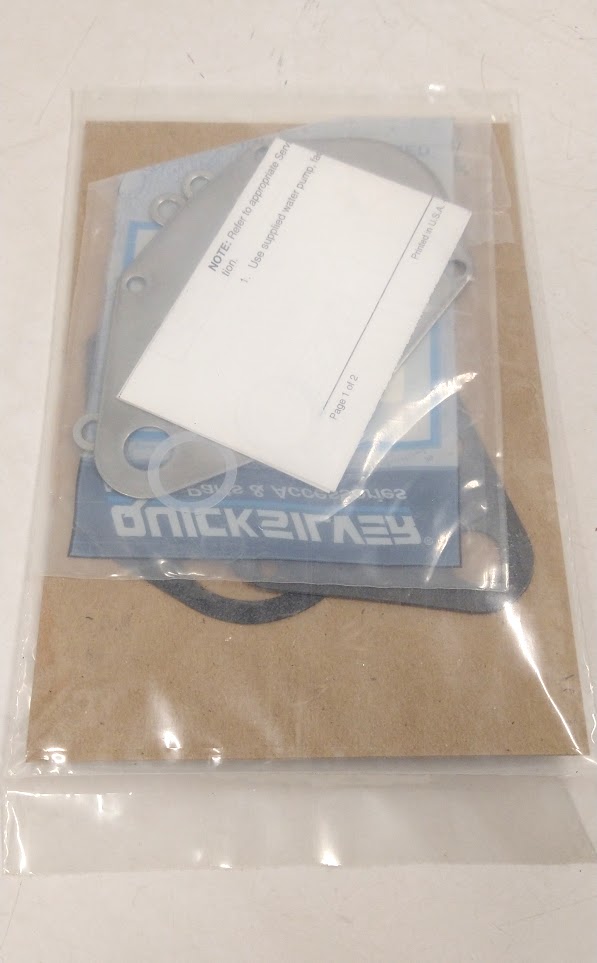 NOTE: Refer to appropriate Serv
tion.
1. Use supplied water pump, fa
Printed in U.S.A.
Page 1 of 2
Parts & Accessories
QUICKSILVER®